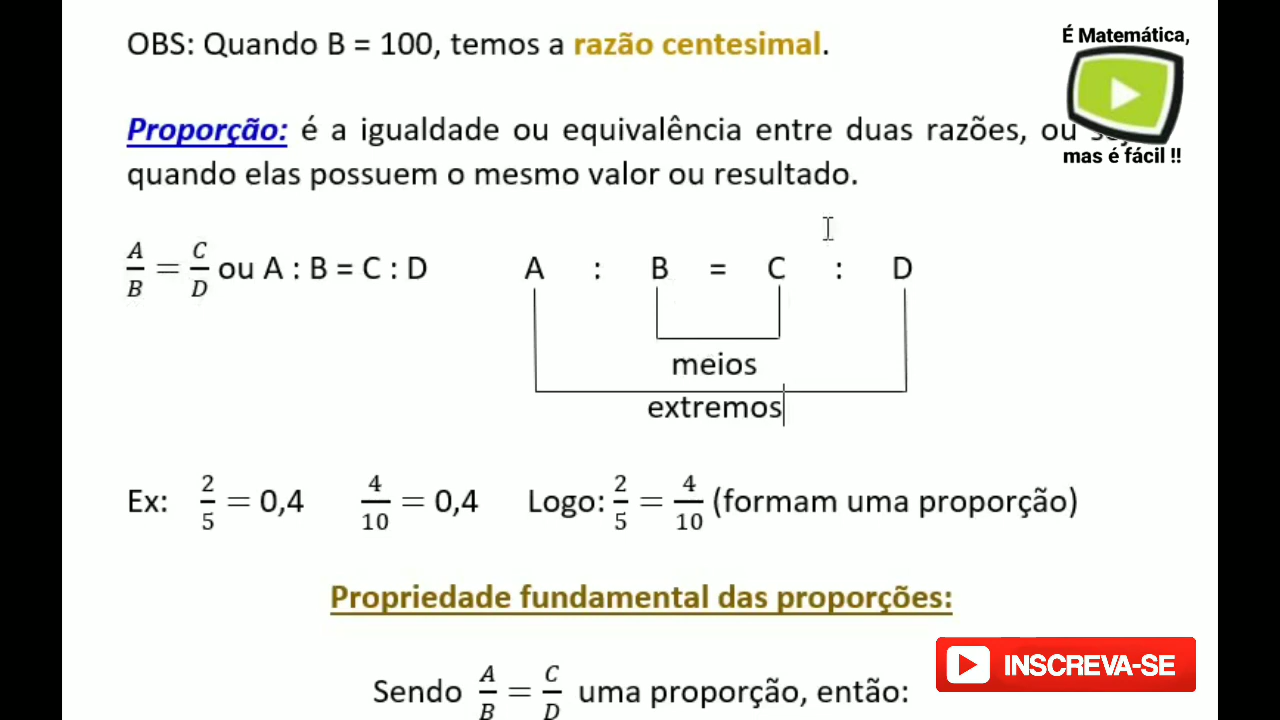 OBS: Quando B = 100, temos a razão centesimal.
É Matemática,
mas é fácil !!
Proporção: é a igualdade ou equivalência entre duas razões, ou
quando elas possuem o mesmo valor ou resultado.
A/B = C/D ou A : B = C : D A : B = C : D
meios
extremos
Ex: 2/5 = 0,4 4/10 = 0,4 Logo: 2/5 = 4/10 (formam uma proporção)
Propriedade fundamental das proporções:
INSCREVA-SE
Sendo A/B = C/D uma proporção, então: